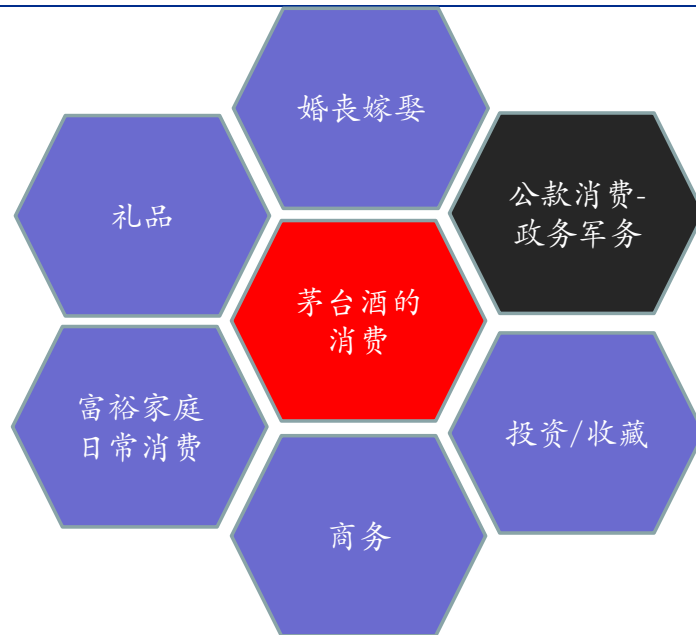 婚丧嫁娶
礼品
公款消费-
政务军务
茅台酒的
消费
富裕家庭
日常消费
投资/收藏
商务